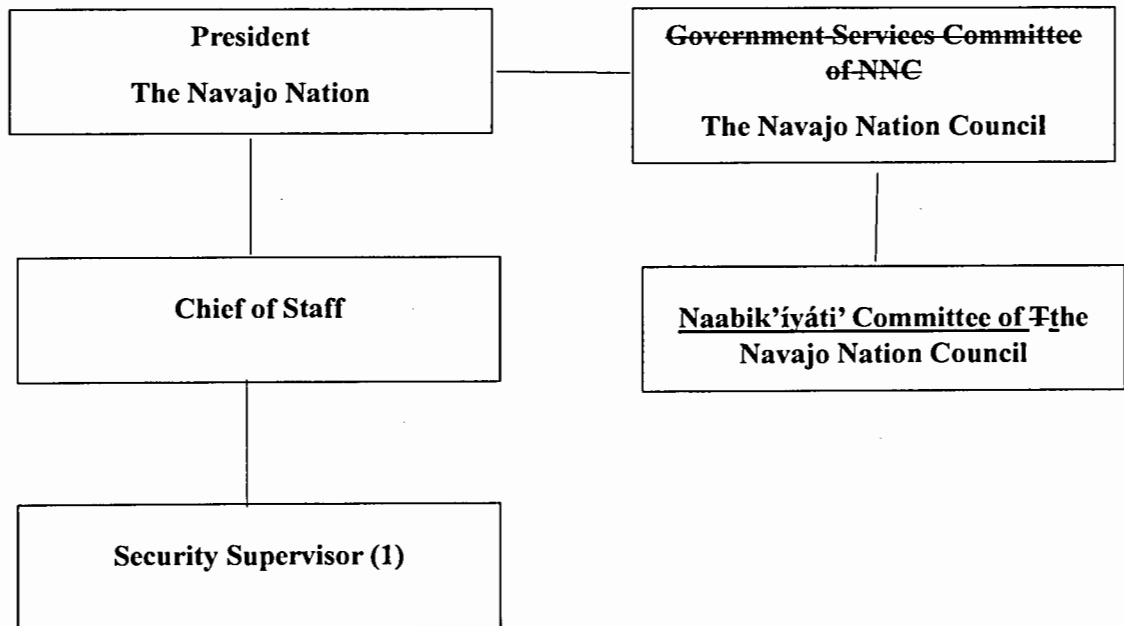 President
The Navajo Nation
Government Services Committee
of NNC
The Navajo Nation Council
Chief of Staff
Naabik'íyáti' Committee of Tthe
Navajo Nation Council
Security Supervisor (1)